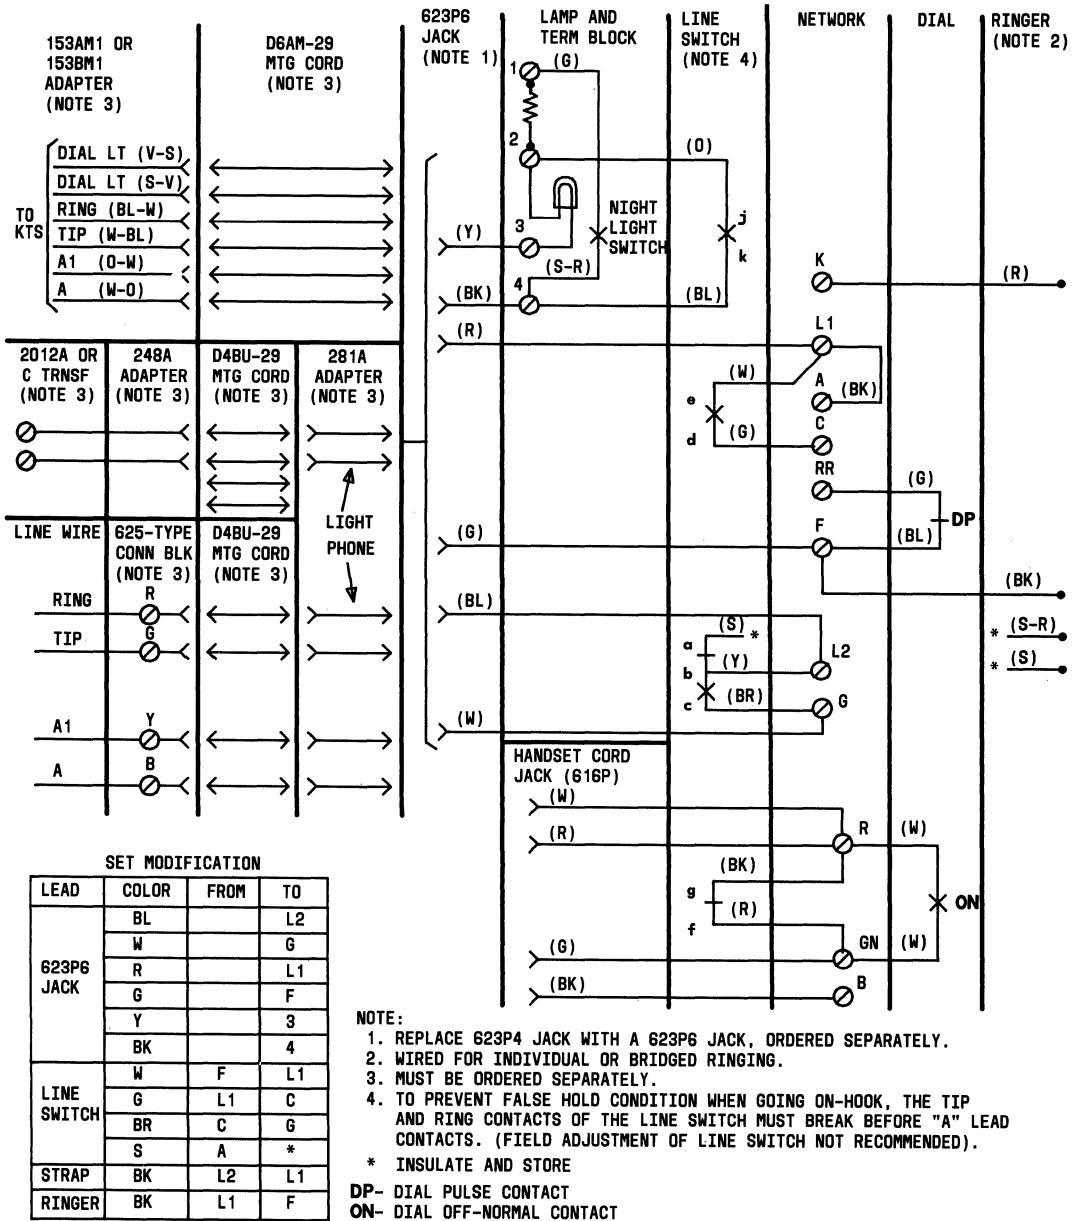 153AM1 OR
153BM1
ADAPTER
(NOTE 3)
D6AM-29
MTG CORD
(NOTE 3)
623P6
JACK
(NOTE 1)
LAMP AND
TERM BLOCK
LINE
SWITCH
(NOTE 4)
NETWORK
DIAL
RINGER
(NOTE 2)
TO
KTS
DIAL LT (V-S)
DIAL LT (S-V)
RING (BL-W)
TIP (W-BL)
A1 (O-W)
A (W-O)
1
(G)
2
(O)
NIGHT
LIGHT
SWITCH
j
k
(Y)
3
(S-R)
4
(BK)
(BL)
K
(R)
(R)
L1
(W)
A
(BK)
e
d
(G)
C
RR
(G)
DP
(G)
F
(BL)
(BK)
2012A OR
C TRNSF
(NOTE 3)
248A
ADAPTER
(NOTE 3)
D4BU-29
MTG CORD
(NOTE 3)
281A
ADAPTER
(NOTE 3)
LIGHT
PHONE
LINE WIRE
625-TYPE
CONN BLK
(NOTE 3)
D4BU-29
MTG CORD
(NOTE 3)
RING
R
TIP
G
A1
Y
A
B
(BL)
(S)
*
a
b
(Y)
c
(BR)
L2
G
* (S-R)
* (S)
(W)
HANDSET CORD
JACK (616P)
(W)
(R)
R
(W)
(BK)
g
(R)
f
ON
(G)
GN
(W)
(BK)
B
SET MODIFICATION
LEAD COLOR FROM TO
623P6
JACK
BL L2
W G
R L1
G F
Y 3
BK 4
LINE
SWITCH
W F L1
G L1 C
BR C G
S A *
STRAP BK L2 L1
RINGER BK L1 F
NOTE:
1. REPLACE 623P4 JACK WITH A 623P6 JACK, ORDERED SEPARATELY.
2. WIRED FOR INDIVIDUAL OR BRIDGED RINGING.
3. MUST BE ORDERED SEPARATELY.
4. TO PREVENT FALSE HOLD CONDITION WHEN GOING ON-HOOK, THE TIP
AND RING CONTACTS OF THE LINE SWITCH MUST BREAK BEFORE "A" LEAD
CONTACTS. (FIELD ADJUSTMENT OF LINE SWITCH NOT RECOMMENDED).
* INSULATE AND STORE
DP- DIAL PULSE CONTACT
ON- DIAL OFF-NORMAL CONTACT